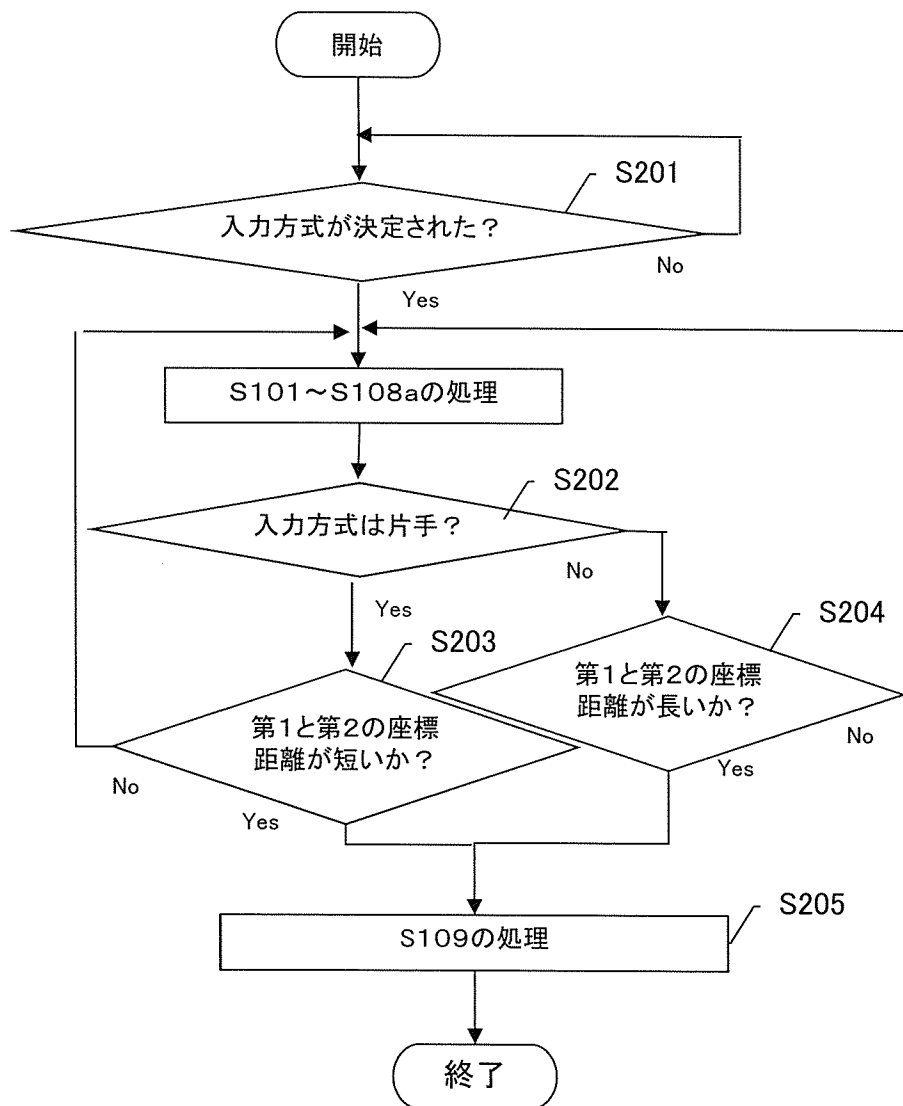 開始
S201
入力方式が決定された？
No
Yes
S101～S108aの処理
S202
入力方式は片手？
No
Yes
S204
S203
第1と第2の座標
距離が長いか？
第1と第2の座標
距離が短いか？
No
Yes
No
Yes
S205
S109の処理
終了